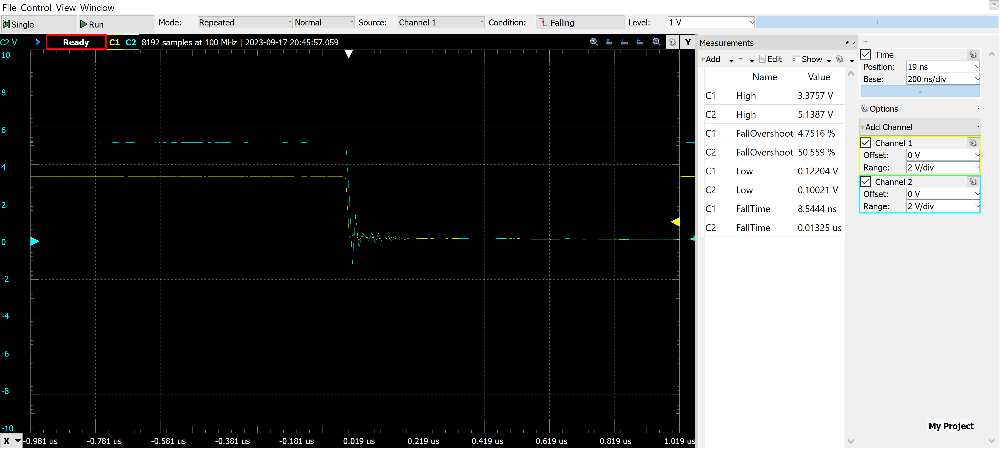 File Control View Window
Single Run Mode: Repeated Normal Source: Channel 1 Condition: Falling Level: 1 V
C2 V Ready C1 C2 8192 samples at 100 MHz | 2023-09-17 20:45:57.059 Y
10
8
6
4
2
0
-2
-4
-6
-8
-10
X -0.981 us -0.781 us -0.581 us -0.381 us -0.181 us 0.019 us 0.219 us 0.419 us 0.619 us 0.819 us 1.019 us
Measurements
Add Edit Show
Name Value
C1 High 3.3757 V
C2 High 5.1387 V
C1 FallOvershoot 4.7516 %
C2 FallOvershoot 50.559 %
C1 Low 0.12204 V
C2 Low 0.10021 V
C1 FallTime 8.5444 ns
C2 FallTime 0.01325 us
Time
Position: 19 ns
Base: 200 ns/div
Options
Add Channel
Channel 1
Offset: 0 V
Range: 2 V/div
Channel 2
Offset: 0 V
Range: 2 V/div
My Project